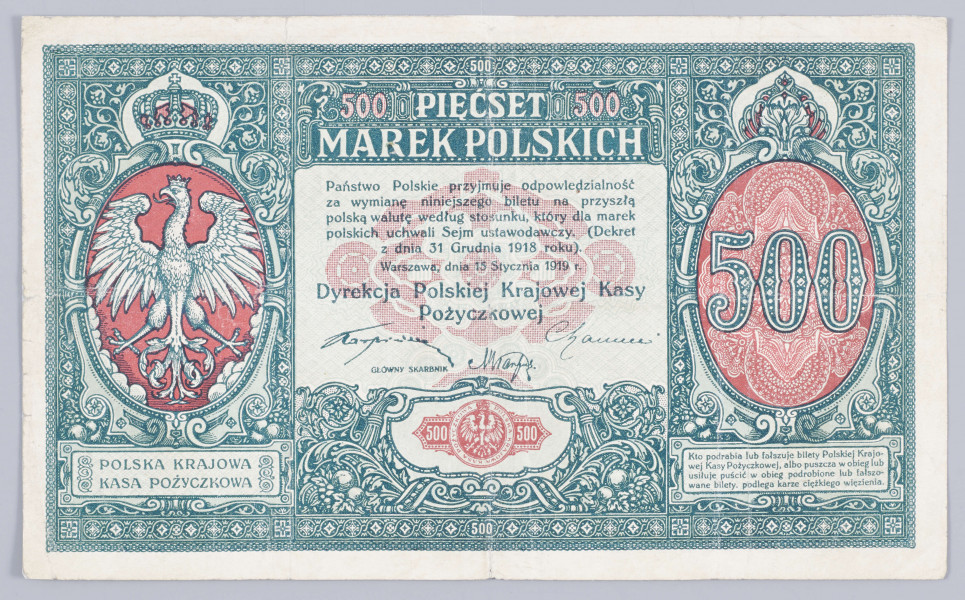 500
500 PIĘĆSET 500
MAREK POLSKICH
Państwo Polskie przyjmuje odpowiedzialność
za wymianę niniejszego biletu na przyszłą
polską walutę według stosunku, który dla marek
polskich uchwali Sejm ustawodawczy. (Dekret
z dnia 31 Grudnia 1918 roku).
Warszawa, dnia 15 Stycznia 1919 r.
Dyrekcja Polskiej Krajowej Kasy
Pożyczkowej
GŁÓWNY SKARBNIK
500
500 500
POLSKA KRAJOWA
KASA POŻYCZKOWA
Kto podrabia lub fałszuje bilety Polskiej Krajo-
wej Kasy Pożyczkowej, albo puszcza w obieg lub
usiłuje puścić w obieg podrobione lub fałszo-
wane bilety, podlega karze ciężkiego więzienia.
500